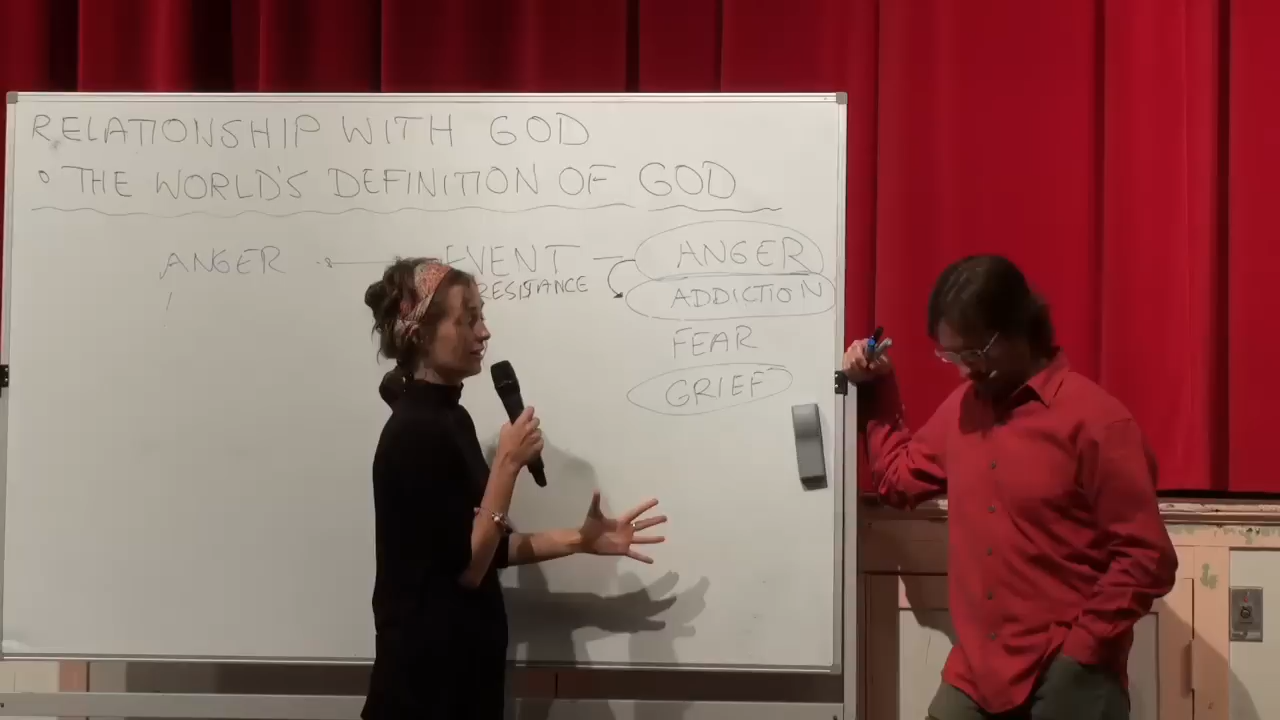 RELATIONSHIP WITH GOD
• THE WORLD'S DEFINITION OF GOD
ANGER EVENT ANGER
RESISTANCE ADDICTION
FEAR
GRIEF